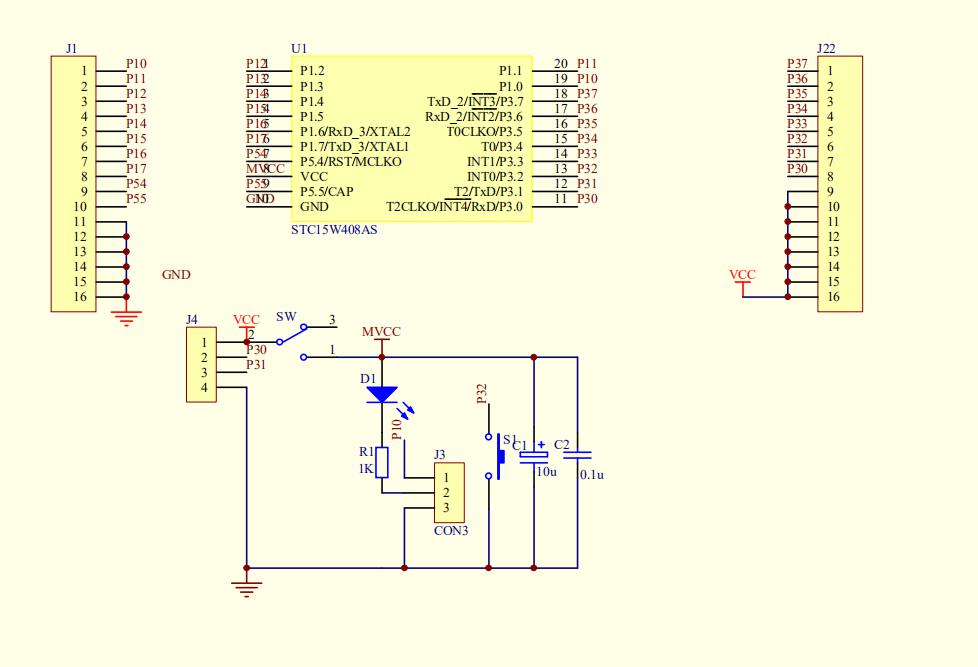 J1
1 P10
2 P11
3 P12
4 P13
5 P14
6 P15
7 P16
8 P17
9 P54
10 P55
11
12
13
14
15
16
GND
U1
P12 1 P1.2 P1.1 20 P11
P13 2 P1.3 P1.0 19 P10
P14 3 P1.4 TxD_2/INT3/P3.7 18 P37
P15 4 P1.5 RxD_2/INT2/P3.6 17 P36
P16 5 P1.6/RxD_3/XTAL2 T0CLKO/P3.5 16 P35
P17 6 P1.7/TxD_3/XTAL1 T0/P3.4 15 P34
P54 7 P5.4/RST/MCLKO INT1/P3.3 14 P33
MVCC 8 VCC INT0/P3.2 13 P32
P55 9 P5.5/CAP T2/TxD/P3.1 12 P31
GND 10 GND T2CLKO/INT4/RxD/P3.0 11 P30
STC15W408AS
J22
P37 1
P36 2
P35 3
P34 4
P33 5
P32 6
P31 7
P30 8
9
10
11
12
13
14
15
16
VCC
J4
1
2 P30
3 P31
4
VCC
SW
2
3
1
MVCC
D1
P10
R1
1K
J3
1
2
3
CON3
P32
S1
C1
10u
C2
0.1u